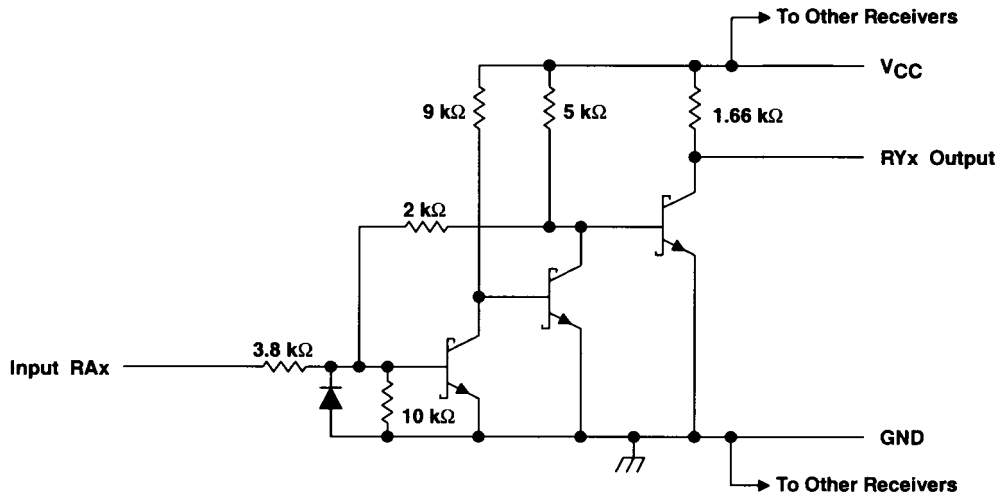 To Other Receivers
VCC
9 kΩ
5 kΩ
1.66 kΩ
RYx Output
2 kΩ
3.8 kΩ
Input RAx
10 kΩ
GND
To Other Receivers